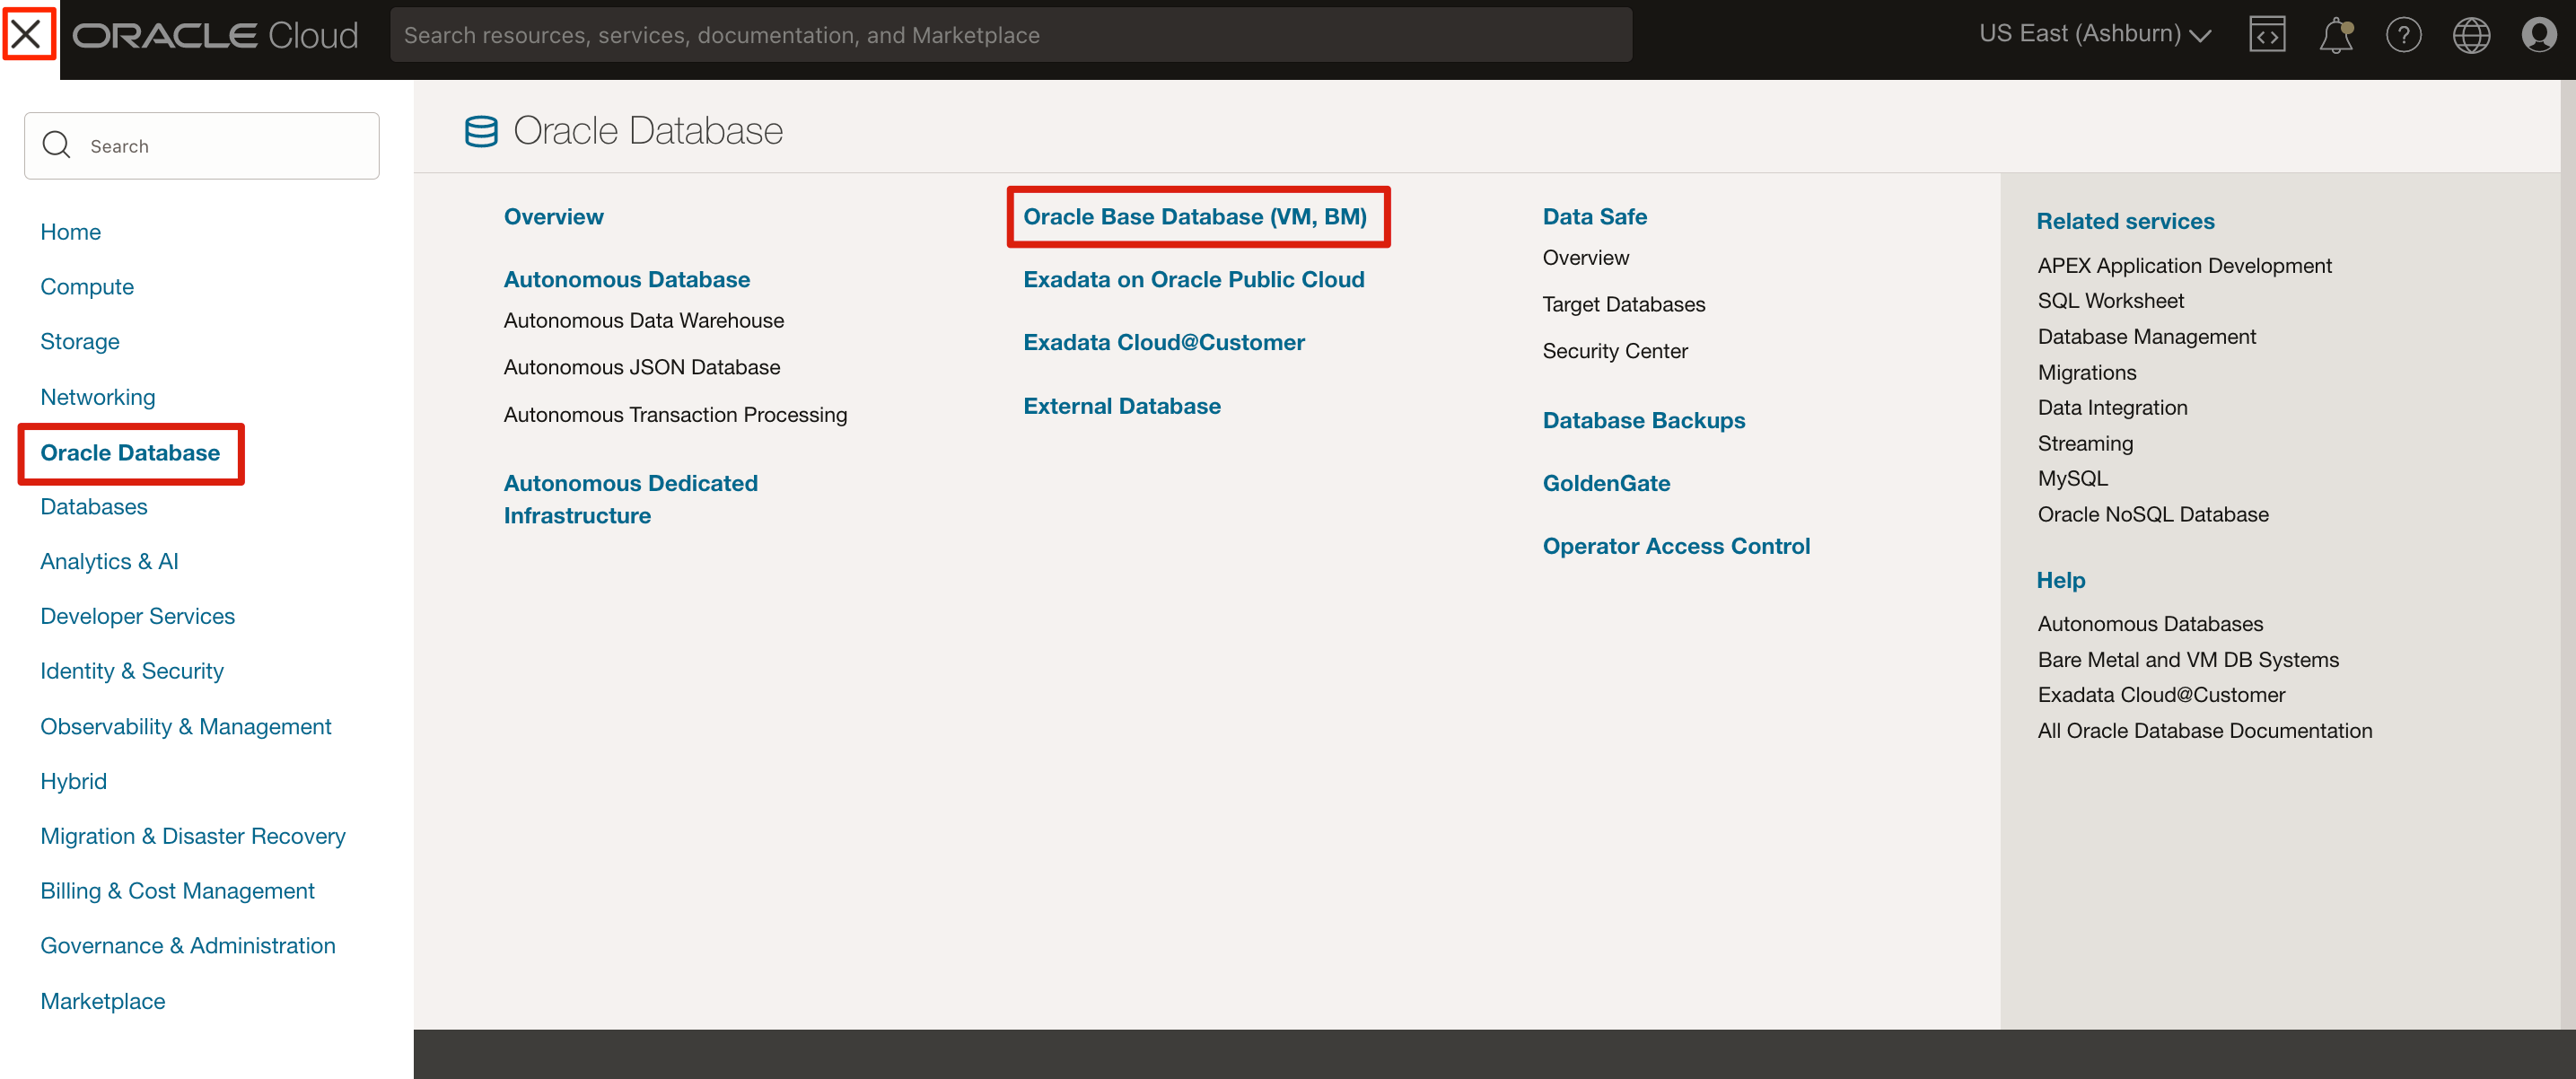 ORACLE Cloud
Search resources, services, documentation, and Marketplace
US East (Ashburn)
Search
Home
Compute
Storage
Networking
Oracle Database
Databases
Analytics & AI
Developer Services
Identity & Security
Observability & Management
Hybrid
Migration & Disaster Recovery
Billing & Cost Management
Governance & Administration
Marketplace
Oracle Database
Overview
Autonomous Database
Autonomous Data Warehouse
Autonomous JSON Database
Autonomous Transaction Processing
Autonomous Dedicated
Infrastructure
Oracle Base Database (VM, BM)
Exadata on Oracle Public Cloud
Exadata Cloud@Customer
External Database
Data Safe
Overview
Target Databases
Security Center
Database Backups
GoldenGate
Operator Access Control
Related services
APEX Application Development
SQL Worksheet
Database Management
Migrations
Data Integration
Streaming
MySQL
Oracle NoSQL Database
Help
Autonomous Databases
Bare Metal and VM DB Systems
Exadata Cloud@Customer
All Oracle Database Documentation